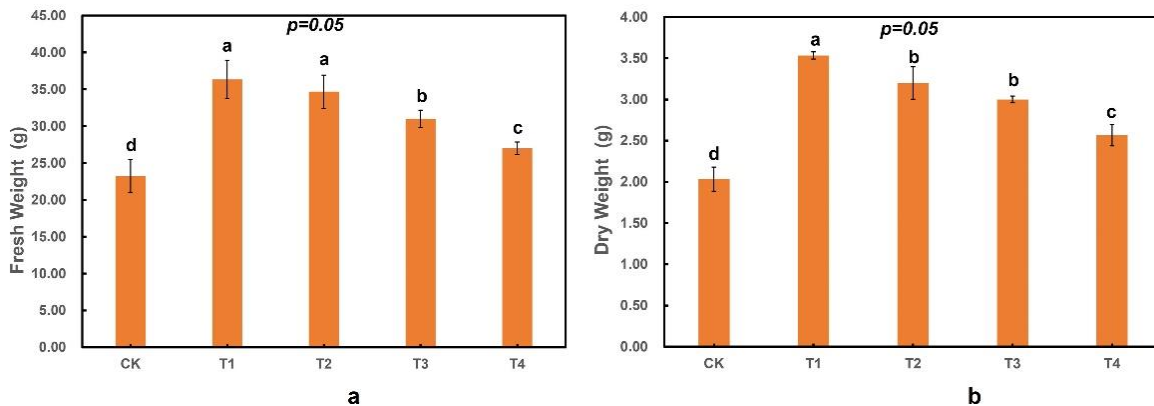 p=0.05
Fresh Weight (g)
45.00
40.00
35.00
30.00
25.00
20.00
15.00
10.00
5.00
0.00
d
a
a
b
c
CK T1 T2 T3 T4
a
p=0.05
Dry Weight (g)
4.00
3.50
3.00
2.50
2.00
1.50
1.00
0.50
0.00
d
a
b
b
c
CK T1 T2 T3 T4
b